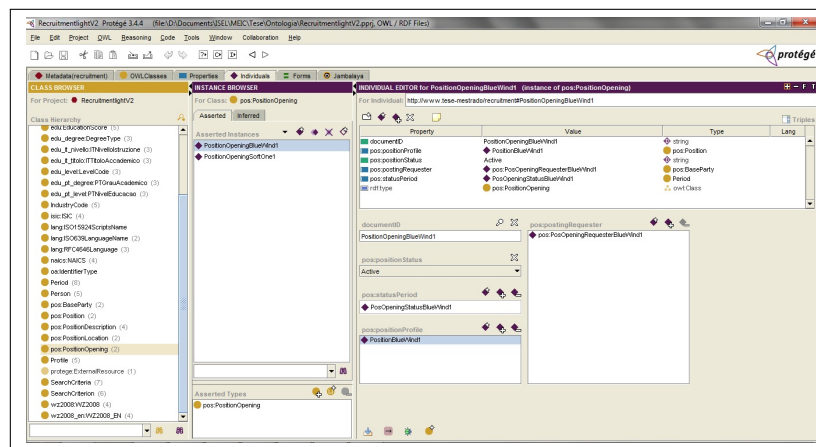 RecruitmentlightV2 Protégé 3.4.4 (file:\D:\Documents\ISEL\MEIC\Tese\Ontologia\RecruitmentlightV2.pprj, OWL / RDF Files)
File Edit Project OWL Reasoning Code Tools Window Collaboration Help
protégé
Metadata(recruitment) OWLClasses Properties Individuals Forms Jambalaya
CLASS BROWSER
For Project: RecruitmentlightV2
Class Hierarchy
edu:EducationScore (5)
edu_degree:DegreeType (3)
edu_it_nivello:ITNivelloIstruzione (3)
edu_it_titolo:ITTitoloAccademico (3)
edu_level:LevelCode (3)
edu_pt_degree:PTGrauAcademico (3)
edu_pt_level:PTNivelEducacao (3)
IndustryCode (5)
isic:ISIC (4)
lang:ISO15924ScriptsName
lang:ISO639LanguageName (2)
lang:RFC4646Language (3)
naics:NAICS (4)
oa:IdentifierType
Period (8)
Person (5)
pos:BaseParty (2)
pos:Position (2)
pos:PositionDescription (4)
pos:PositionLocation (2)
pos:PositionOpening (2)
Profile (5)
protege:ExternalResource (1)
SearchCriteria (7)
SearchCriterion (6)
wz2008:WZ2008 (4)
wz2008_en:WZ2008_EN (4)
INSTANCE BROWSER
For Class: pos:PositionOpening
Asserted Inferred
Asserted Instances
PositionOpeningBlueWind1
PositionOpeningSoftOne1
Asserted Types
pos:PositionOpening
INDIVIDUAL EDITOR for PositionOpeningBlueWind1 (instance of pos:PositionOpening)
For Individual: http://www.tese-mestrado/recruitment#PositionOpeningBlueWind1
Triples
Property Value Type Lang
documentID PositionOpeningBlueWind1 string
pos:positionProfile PositionBlueWind1 pos:Position
pos:positionStatus Active string
pos:postingRequester pos:PosOpeningRequesterBlueWind1 pos:BaseParty
pos:statusPeriod PosOpeningStatusBlueWind1 Period
rdf:type pos:PositionOpening owl:Class
documentID
PositionOpeningBlueWind1
pos:positionStatus
Active
pos:statusPeriod
PosOpeningStatusBlueWind1
pos:positionProfile
PositionBlueWind1
pos:postingRequester
pos:PosOpeningRequesterBlueWind1